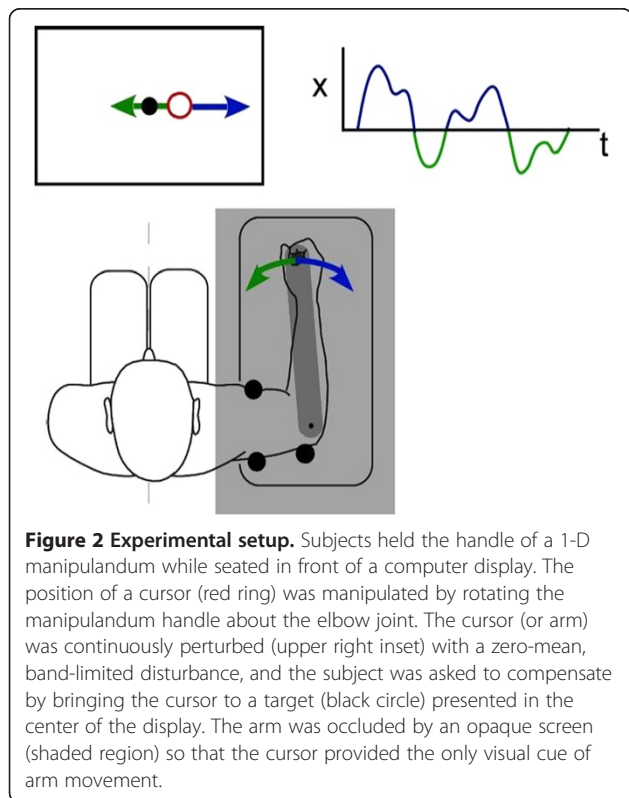 X
t
Figure 2 Experimental setup. Subjects held the handle of a 1-D
manipulandum while seated in front of a computer display. The
position of a cursor (red ring) was manipulated by rotating the
manipulandum handle about the elbow joint. The cursor (or arm)
was continuously perturbed (upper right inset) with a zero-mean,
band-limited disturbance, and the subject was asked to compensate
by bringing the cursor to a target (black circle) presented in the
center of the display. The arm was occluded by an opaque screen
(shaded region) so that the cursor provided the only visual cue of
arm movement.